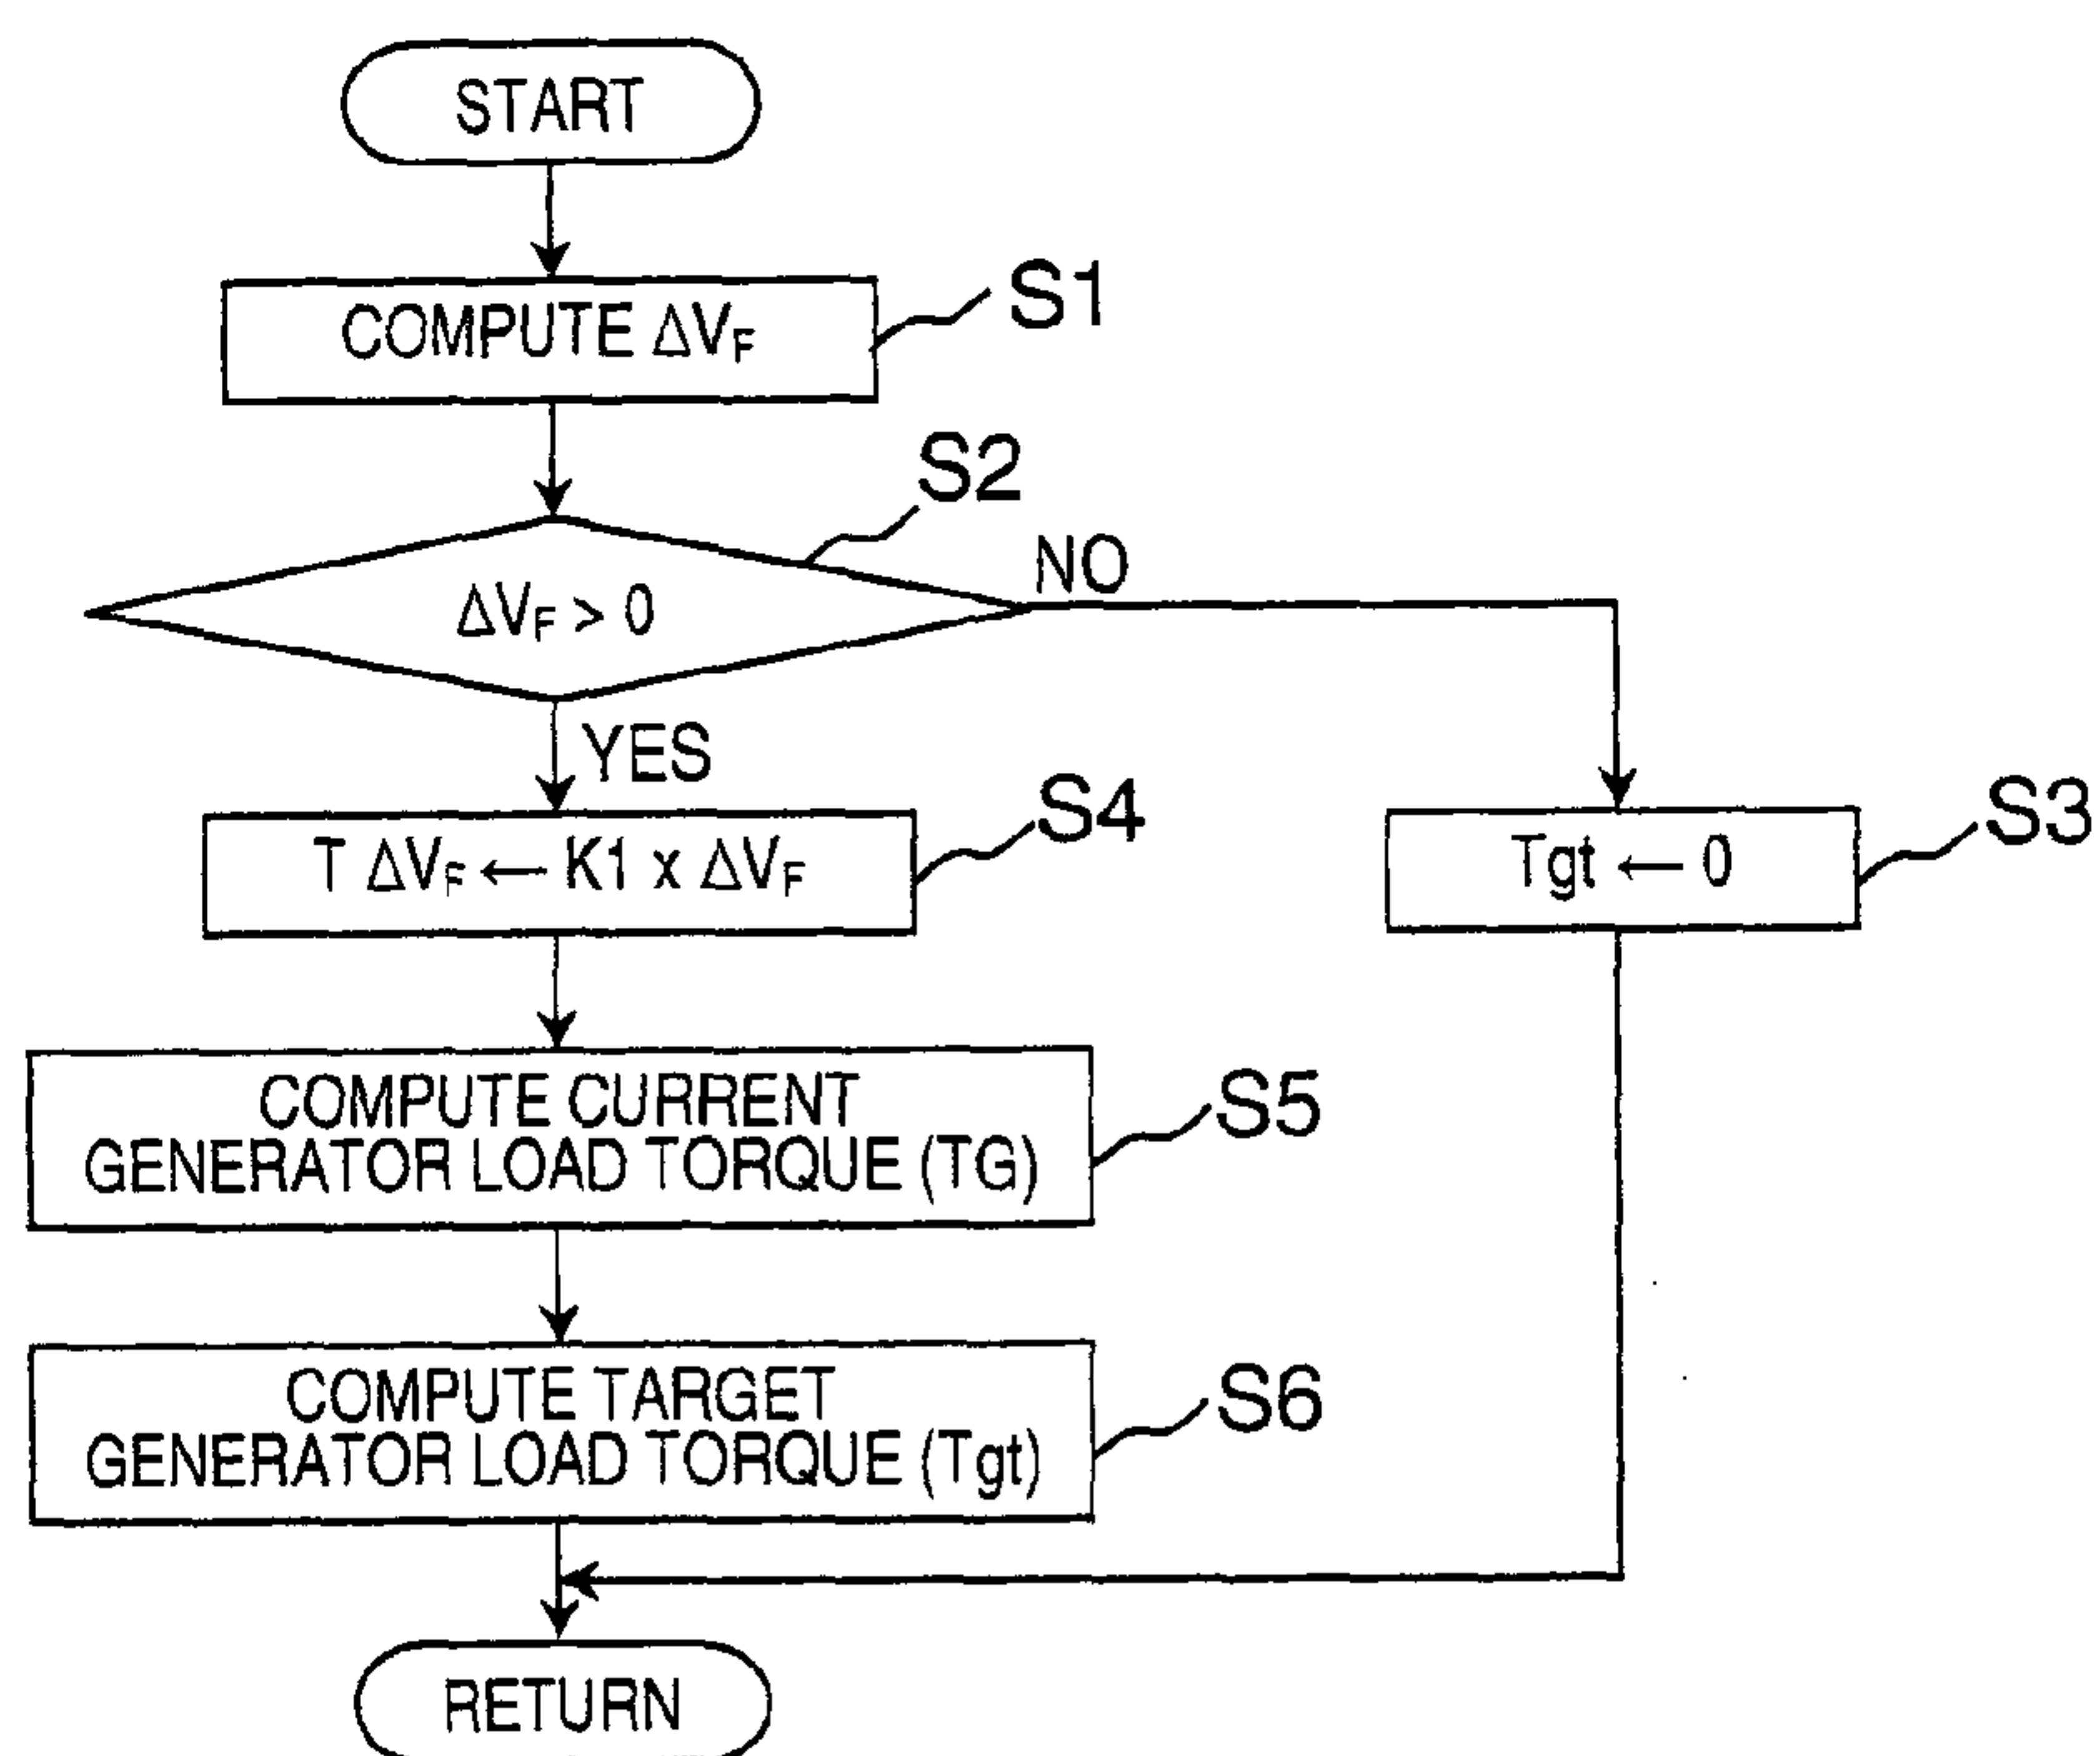 START
COMPUTE ΔVF
S1
S2
ΔVF > 0
NO
YES
T ΔVF ← K1 x ΔVF
S4
Tgt ← 0
S3
COMPUTE CURRENT
GENERATOR LOAD TORQUE (TG)
S5
COMPUTE TARGET
GENERATOR LOAD TORQUE (Tgt)
S6
RETURN